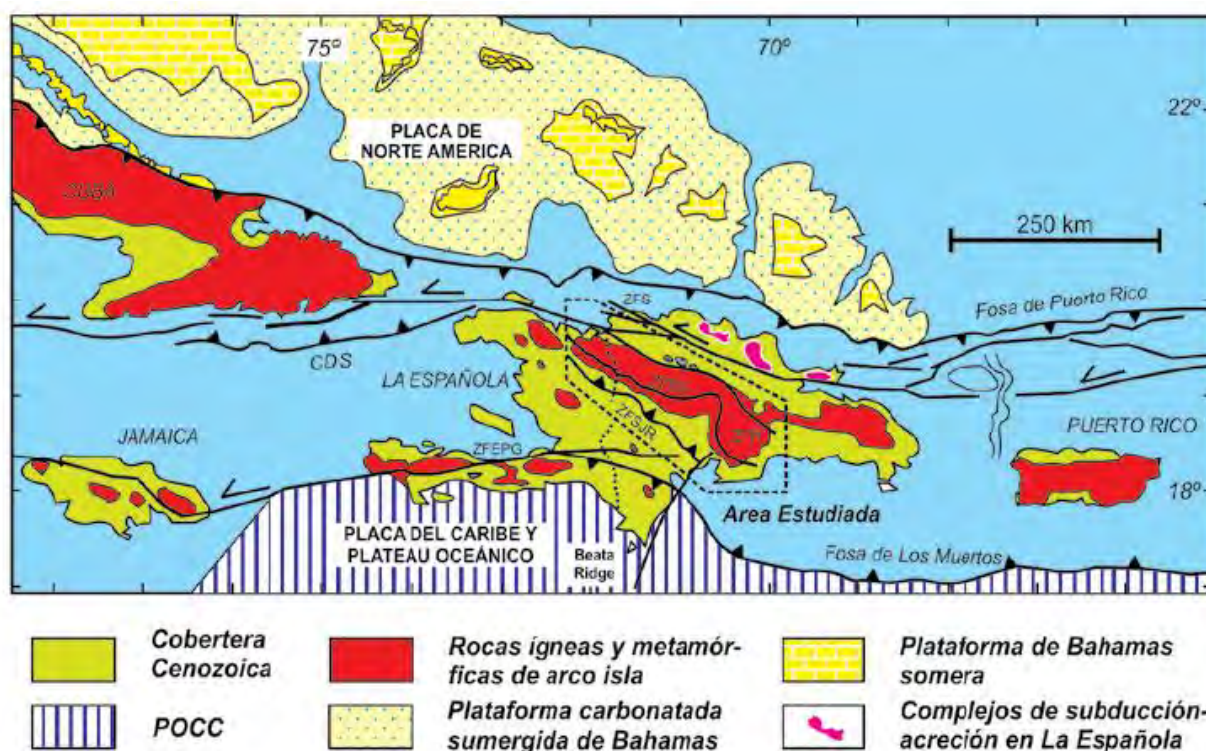 75º
70º
22º
PLACA DE
NORTE AMERICA
CUBA
250 km
ZFS
Fosa de Puerto Rico
CDS
LA ESPAÑOLA
JAMAICA
ZFSJR
ZFEPG
PUERTO RICO
18º
Area Estudiada
PLACA DEL CARIBE Y
PLATEAU OCEÁNICO
Beata
Ridge
Fosa de Los Muertos
Cobertera
Cenozoica
Rocas ígneas y metamór-
ficas de arco isla
Plataforma de Bahamas
somera
POCC
Plataforma carbonatada
sumergida de Bahamas
Complejos de subducción-
acreción en La Española